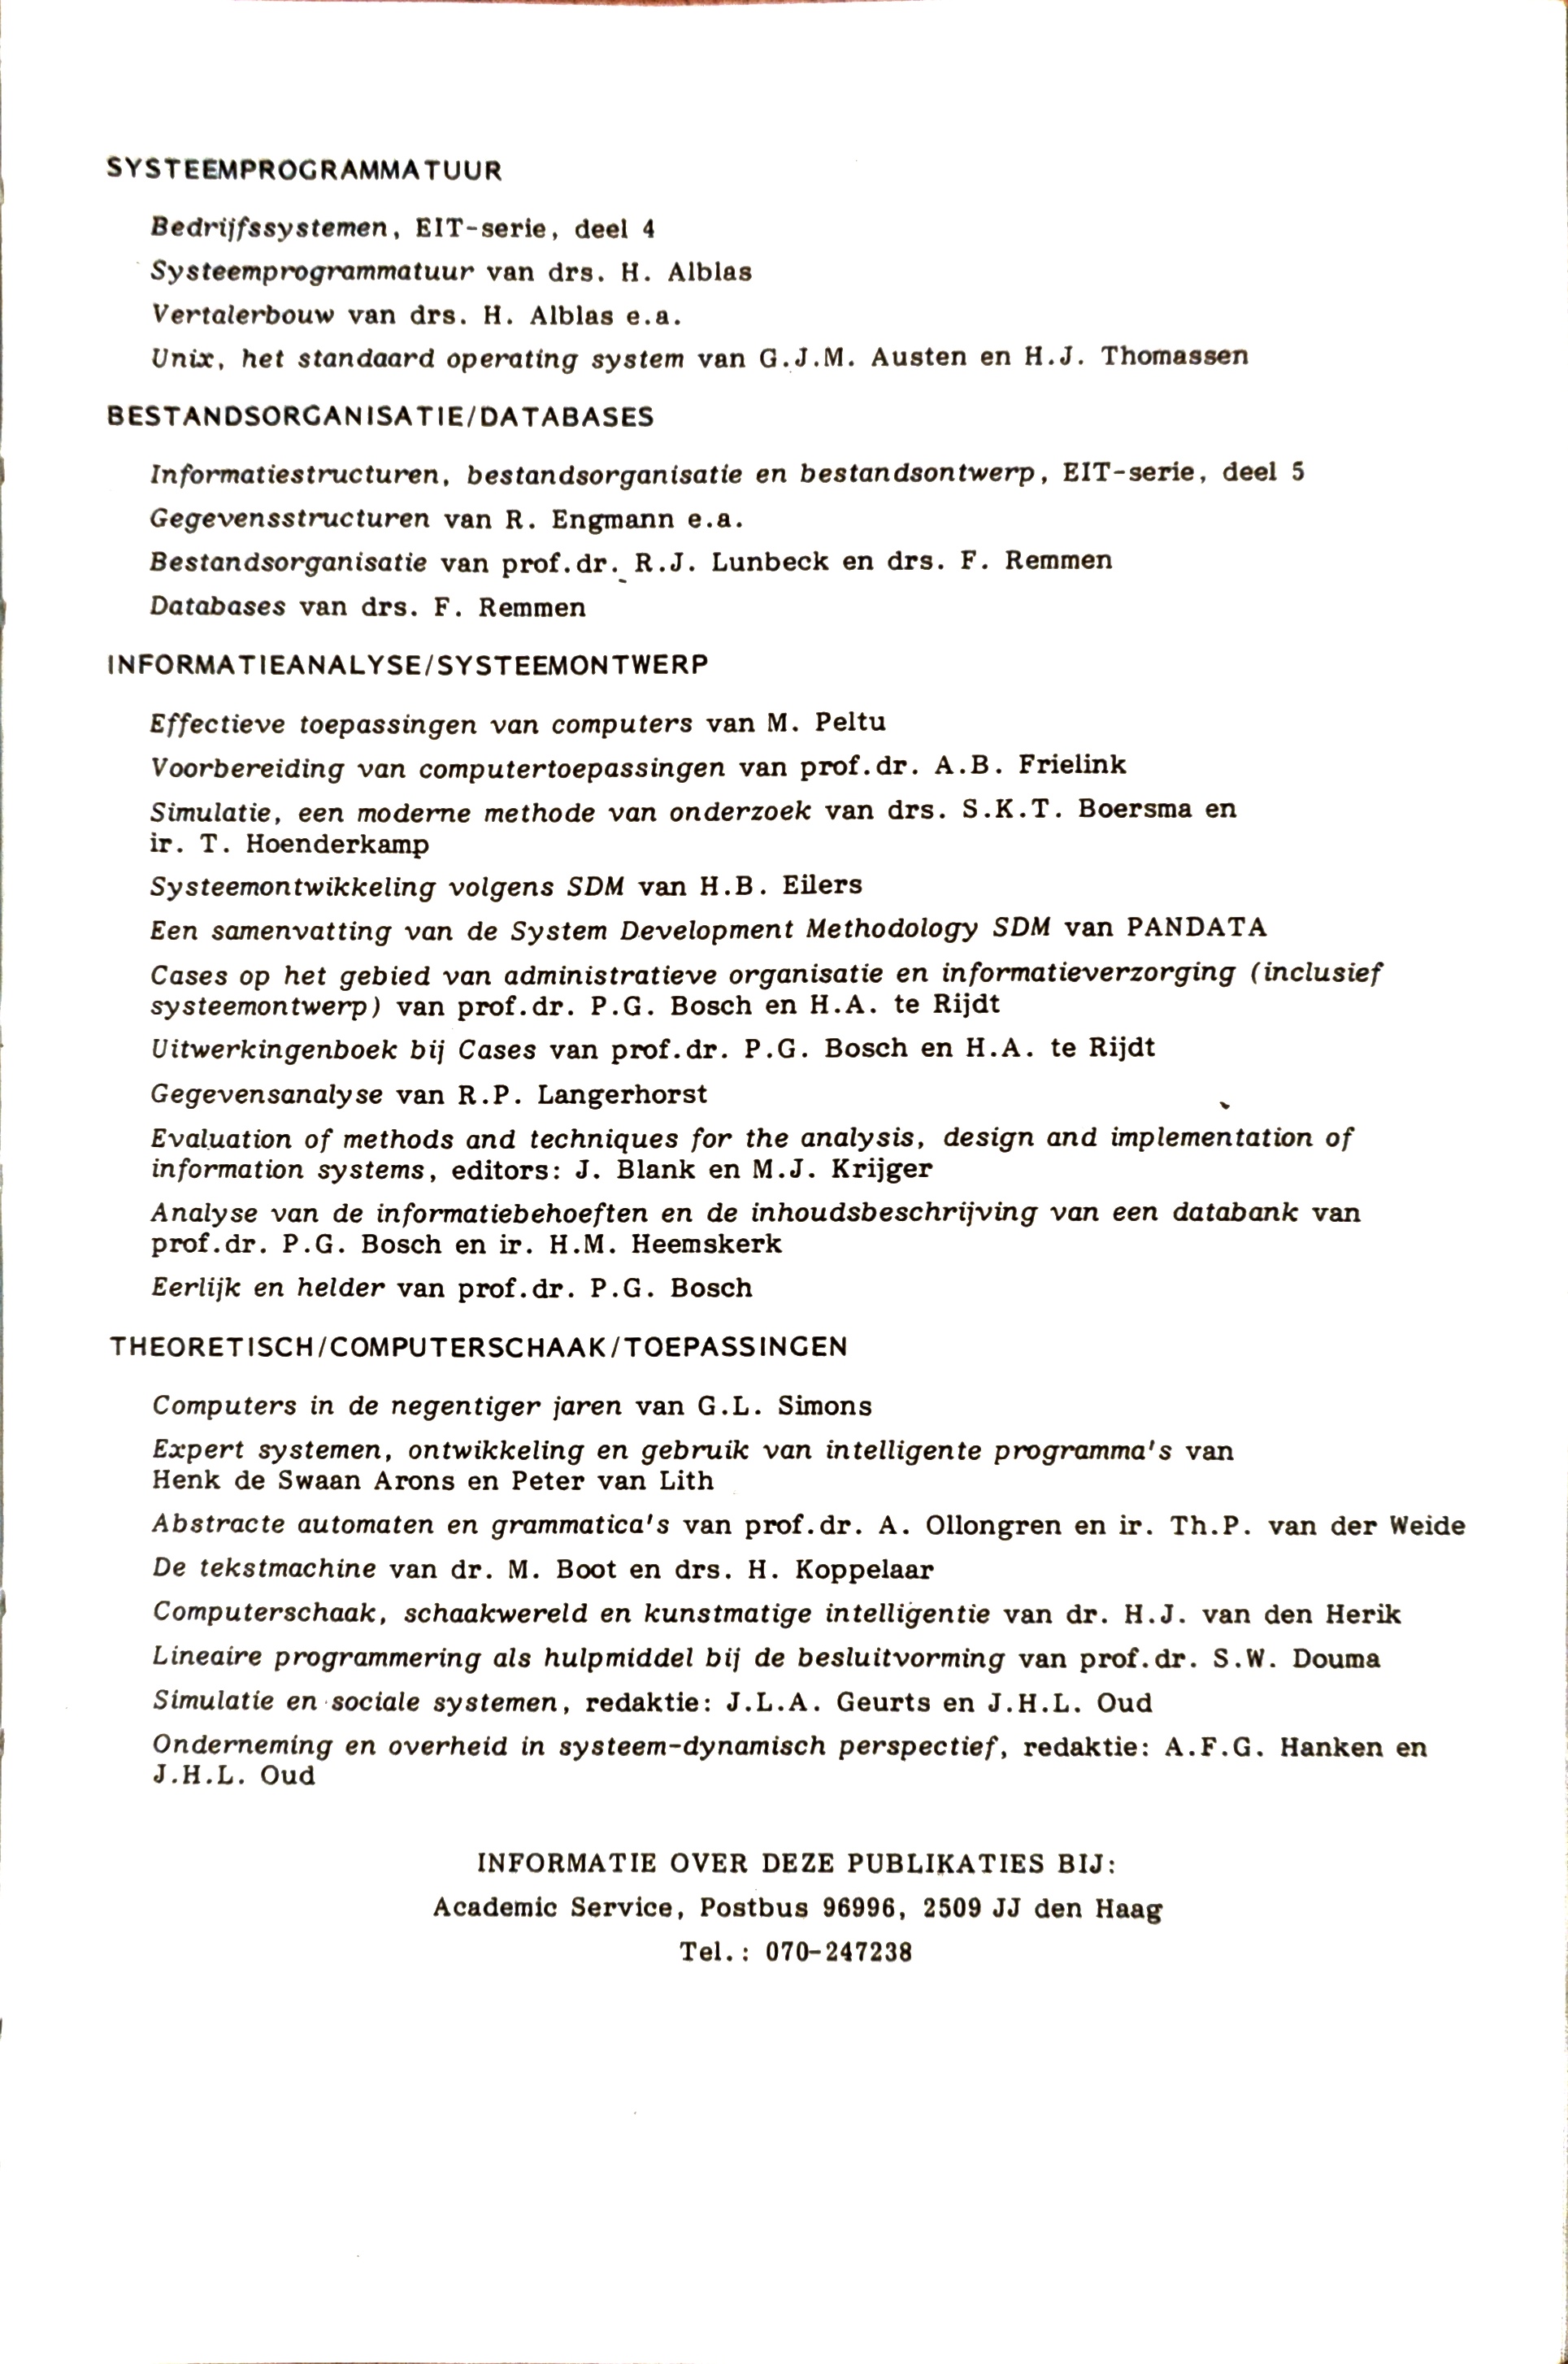 SYSTEEMPROGRAMMATUUR
Bedrijfssystemen, EIT-serie, deel 4
Systeemprogrammatuur van drs. H. Alblas
Vertalerbouw van drs. H. Alblas e.a.
Unix, het standaard operating system van G.J.M. Austen en H.J. Thomassen
BESTANDSORGANISATIE/DATABASES
Informatiestructuren, bestandsorganisatie en bestandsontwerp, EIT-serie, deel 5
Gegevensstructuren van R. Engmann e.a.
Bestandsorganisatie van prof.dr. R.J. Lunbeck en drs. F. Remmen
Databases van drs. F. Remmen
INFORMATIEANALYSE/SYSTEEMONTWERP
Effectieve toepassingen van computers van M. Peltu
Voorbereiding van computertoepassingen van prof.dr. A.B. Frielink
Simulatie, een moderne methode van onderzoek van drs. S.K.T. Boersma en
ir. T. Hoenderkamp
Systeemontwikkeling volgens SDM van H.B. Eilers
Een samenvatting van de System Development Methodology SDM van PANDATA
Cases op het gebied van administratieve organisatie en informatieverzorging (inclusief
systeemontwerp) van prof.dr. P.G. Bosch en H.A. te Rijdt
Uitwerkingenboek bij Cases van prof.dr. P.G. Bosch en H.A. te Rijdt
Gegevensanalyse van R.P. Langerhorst
Evaluation of methods and techniques for the analysis, design and implementation of
information systems, editors: J. Blank en M.J. Krijger
Analyse van de informatiebehoeften en de inhoudsbeschrijving van een databank van
prof.dr. P.G. Bosch en ir. H.M. Heemskerk
Eerlijk en helder van prof.dr. P.G. Bosch
THEORETISCH/COMPUTERSCHAAK/TOEPASSINGEN
Computers in de negentiger jaren van G.L. Simons
Expert systemen, ontwikkeling en gebruik van intelligente programma's van
Henk de Swaan Arons en Peter van Lith
Abstracte automaten en grammatica's van prof.dr. A. Ollongren en ir. Th.P. van der Weide
De tekstmachine van dr. M. Boot en drs. H. Koppelaar
Computerschaak, schaakwereld en kunstmatige intelligentie van dr. H.J. van den Herik
Lineaire programmering als hulpmiddel bij de besluitvorming van prof.dr. S.W. Douma
Simulatie en sociale systemen, redaktie: J.L.A. Geurts en J.H.L. Oud
Onderneming en overheid in systeem-dynamisch perspectief, redaktie: A.F.G. Hanken en
J.H.L. Oud
INFORMATIE OVER DEZE PUBLIKATIES BIJ:
Academic Service, Postbus 96996, 2509 JJ den Haag
Tel.: 070-247238